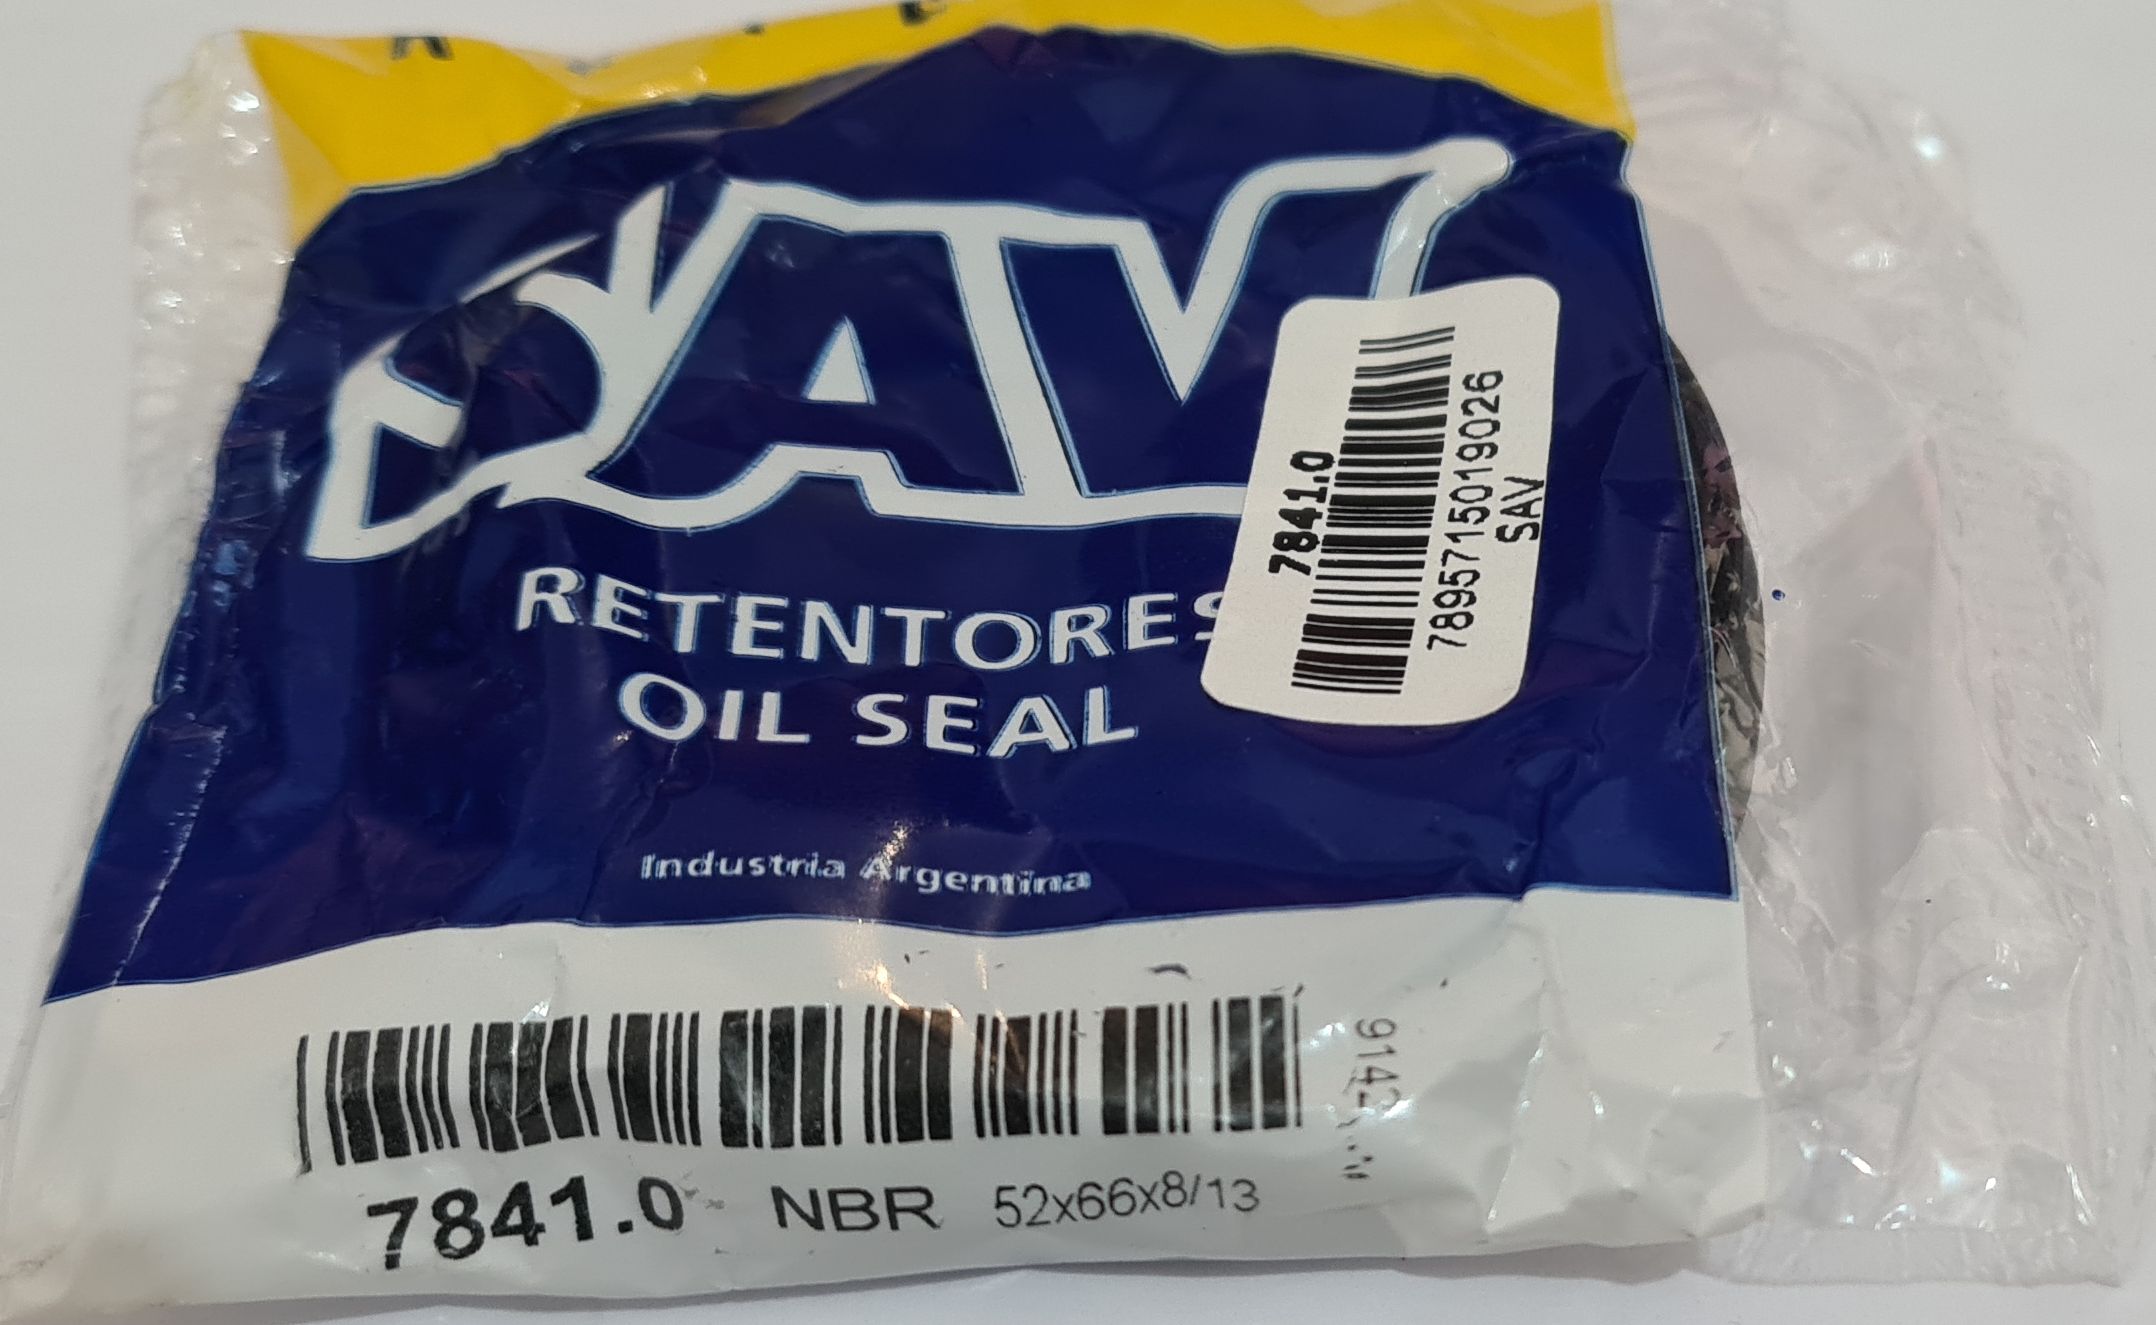 SAV
RETENTORES
OIL SEAL
Industria Argentina
7841.0
7895715019026
SAV
7841.0 NBR 52x66x8/13